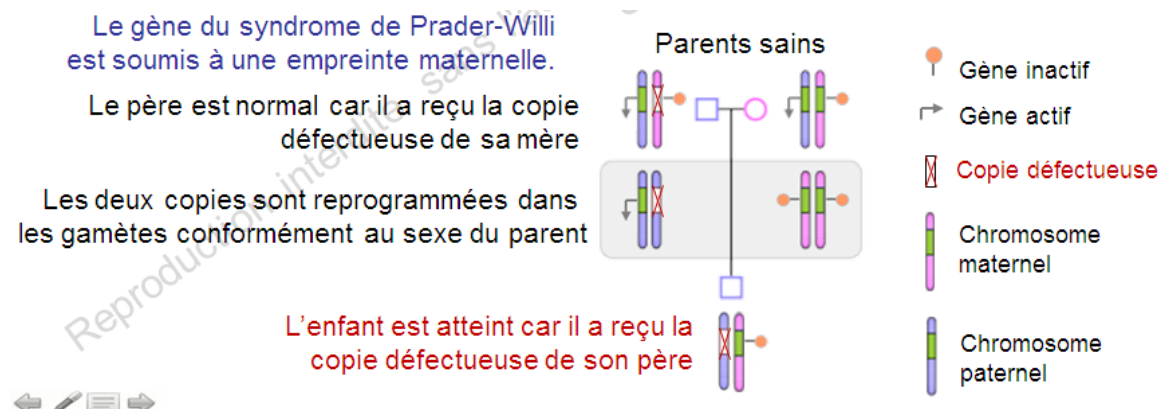 Le gène du syndrome de Prader-Willi
est soumis à une empreinte maternelle.
Parents sains
Le père est normal car il a reçu la copie
défectueuse de sa mère
Les deux copies sont reprogrammées dans
les gamètes conformément au sexe du parent
L'enfant est atteint car il a reçu la
copie défectueuse de son père
Gène inactif
Gène actif
Copie défectueuse
Chromosome
maternel
Chromosome
paternel
Reproduction interdite sans